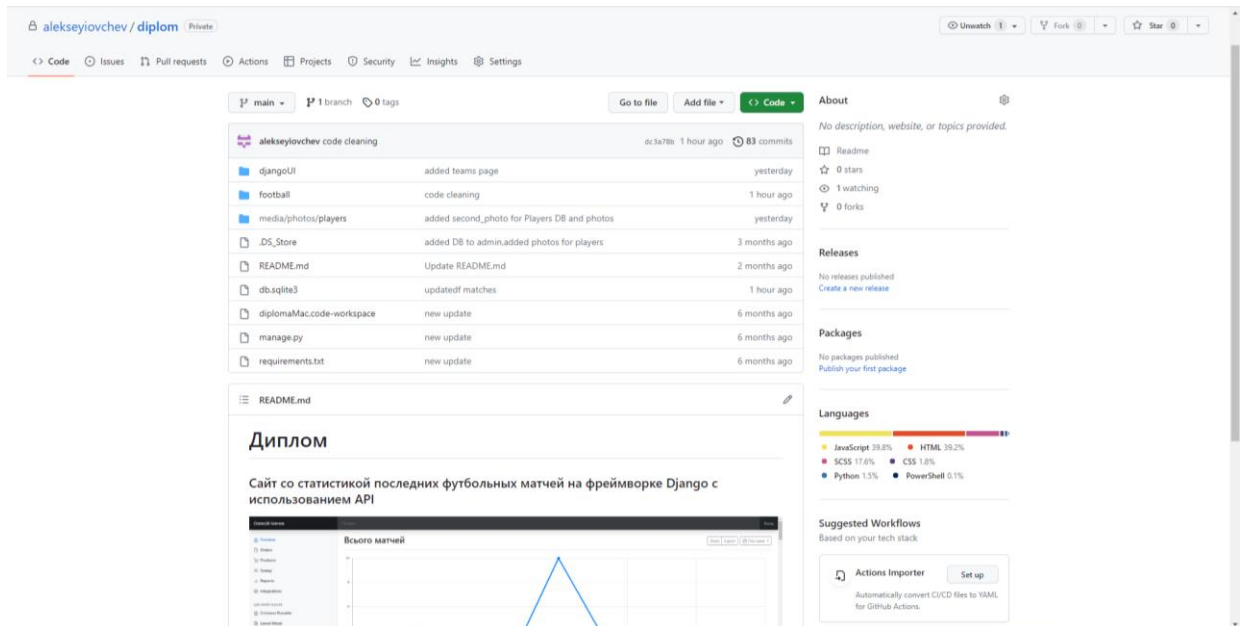 alekseyiovchev / diplom Private
Unwatch 1 Fork 0 Star 0
<> Code Issues Pull requests Actions Projects Security Insights Settings
main 1 branch 0 tags Go to file Add file <> Code
alekseyiovchev code cleaning dc3a78b 1 hour ago 83 commits
djangoUI added teams page yesterday
football code cleaning 1 hour ago
media/photos/players added second_photo for Players DB and photos yesterday
.DS_Store added DB to admin,added photos for players 3 months ago
README.md Update README.md 2 months ago
db.sqlite3 updatedf matches 1 hour ago
diplomaMac.code-workspace new update 6 months ago
manage.py new update 6 months ago
requirements.txt new update 6 months ago
README.md
Диплом
Сайт со статистикой последних футбольных матчей на фреймворке Django с
использованием API
Всого матчей
About
No description, website, or topics provided.
Readme
0 stars
1 watching
0 forks
Releases
No releases published
Create a new release
Packages
No packages published
Publish your first package
Languages
JavaScript 39.8% HTML 39.2%
SCSS 17.6% CSS 1.8%
Python 1.5% PowerShell 0.1%
Suggested Workflows
Based on your tech stack
Actions Importer Set up
Automatically convert CI/CD files to YAML
for GitHub Actions.